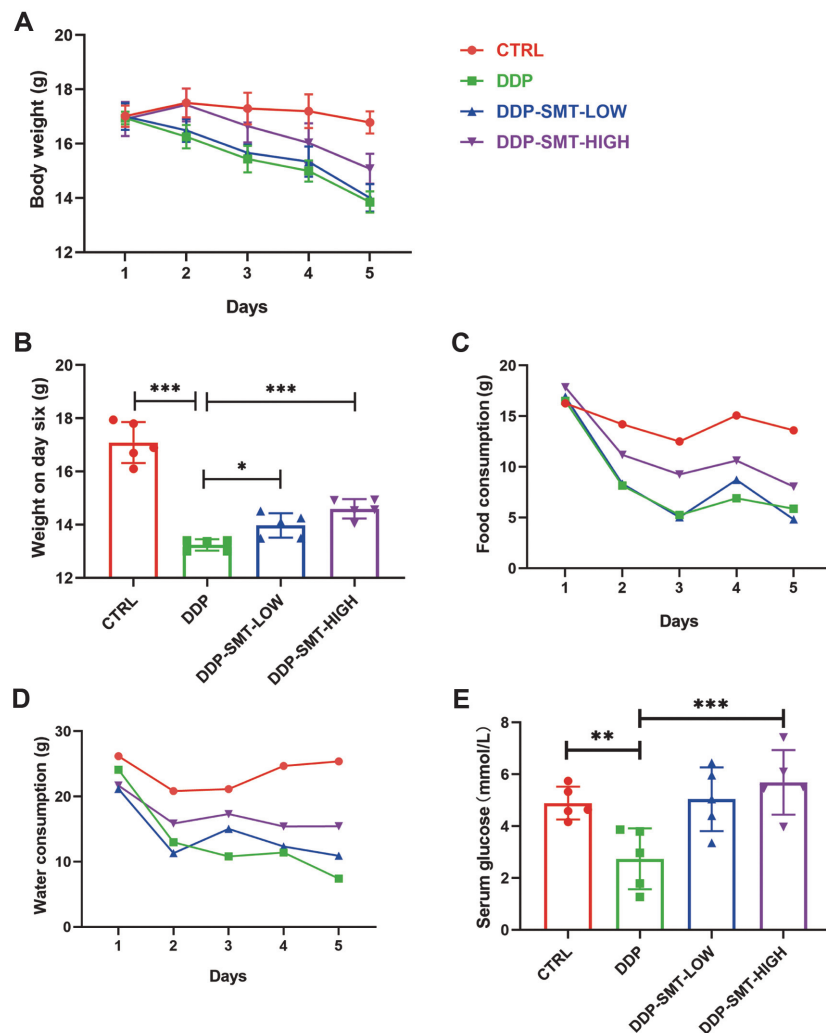 A
Body weight (g)
20
18
16
14
12
1 2 3 4 5
Days
CTRL
DDP
DDP-SMT-LOW
DDP-SMT-HIGH
B
Weight on day six (g)
20
18
16
14
12
***
***
*
CTRL
DDP
DDP-SMT-LOW
DDP-SMT-HIGH
C
Food consumption (g)
20
15
10
5
0
1 2 3 4 5
Days
D
Water consumption (g)
30
20
10
0
1 2 3 4 5
Days
E
Serum glucose (mmol/L)
8
6
4
2
0
**
***
CTRL
DDP
DDP-SMT-LOW
DDP-SMT-HIGH